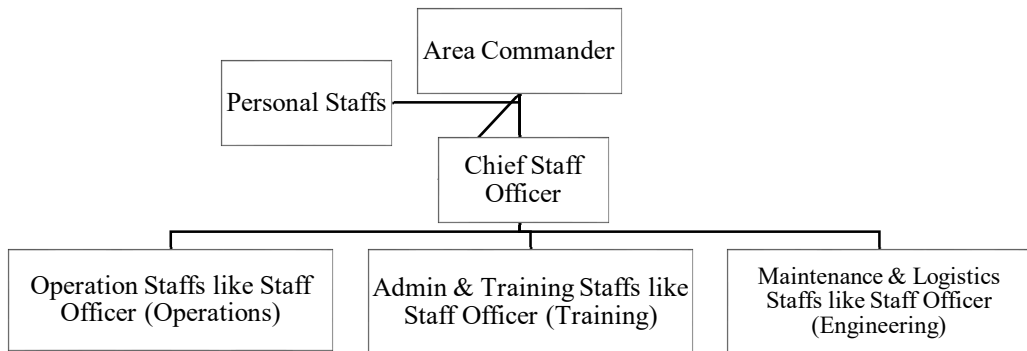 Area Commander
Personal Staffs
Chief Staff
Officer
Operation Staffs like Staff
Officer (Operations)
Admin & Training Staffs like
Staff Officer (Training)
Maintenance & Logistics
Staffs like Staff Officer
(Engineering)